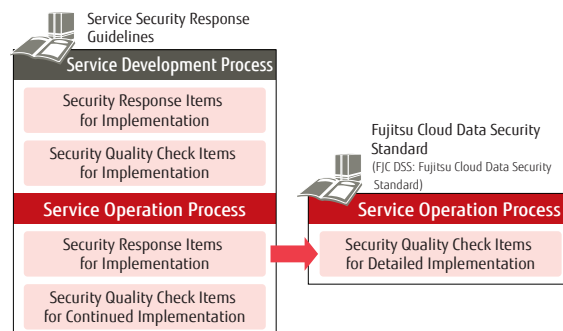 Service Security Response
Guidelines
Service Development Process
Security Response Items
for Implementation
Security Quality Check Items
for Implementation
Service Operation Process
Security Response Items
for Implementation
Security Quality Check Items
for Continued Implementation
Fujitsu Cloud Data Security
Standard
(FJC DSS: Fujitsu Cloud Data Security
Standard)
Service Operation Process
Security Quality Check Items
for Detailed Implementation